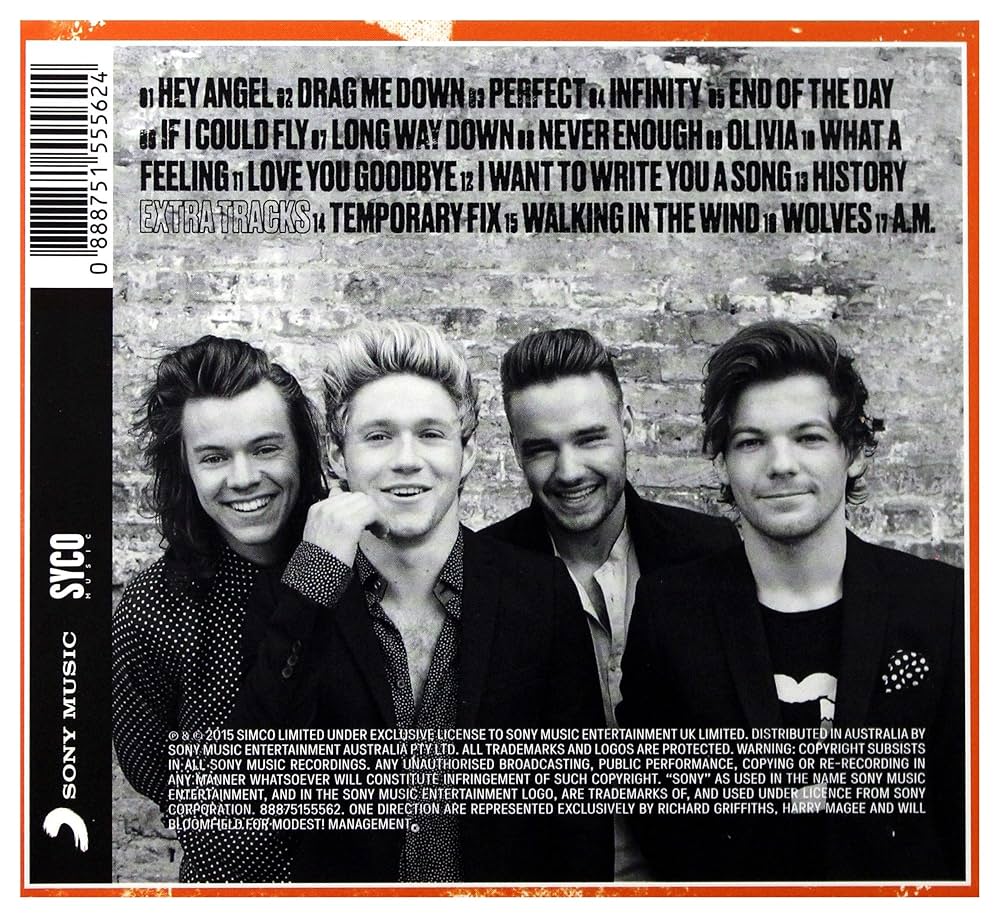 01 HEY ANGEL 02 DRAG ME DOWN 03 PERFECT 04 INFINITY 05 END OF THE DAY
06 IF I COULD FLY 07 LONG WAY DOWN 08 NEVER ENOUGH 09 OLIVIA 10 WHAT A
FEELING 11 LOVE YOU GOODBYE 12 I WANT TO WRITE YOU A SONG 13 HISTORY
EXTRA TRACKS 14 TEMPORARY FIX 15 WALKING IN THE WIND 16 WOLVES 17 A.M.
0 888751 555624
SYCO
MUSIC
SONY MUSIC
℗ & © 2015 SIMCO LIMITED UNDER EXCLUSIVE LICENSE TO SONY MUSIC ENTERTAINMENT UK LIMITED. DISTRIBUTED IN AUSTRALIA BY
SONY MUSIC ENTERTAINMENT AUSTRALIA PTY LTD. ALL TRADEMARKS AND LOGOS ARE PROTECTED. WARNING: COPYRIGHT SUBSISTS
IN ALL SONY MUSIC RECORDINGS. ANY UNAUTHORISED BROADCASTING, PUBLIC PERFORMANCE, COPYING OR RE-RECORDING IN
ANY MANNER WHATSOEVER WILL CONSTITUTE INFRINGEMENT OF SUCH COPYRIGHT. "SONY" AS USED IN THE NAME SONY MUSIC
ENTERTAINMENT, AND IN THE SONY MUSIC ENTERTAINMENT LOGO, ARE TRADEMARKS OF, AND USED UNDER LICENCE FROM SONY
CORPORATION. 88875155562. ONE DIRECTION ARE REPRESENTED EXCLUSIVELY BY RICHARD GRIFFITHS, HARRY MAGEE AND WILL
BLOOMFIELD FOR MODEST! MANAGEMENT.